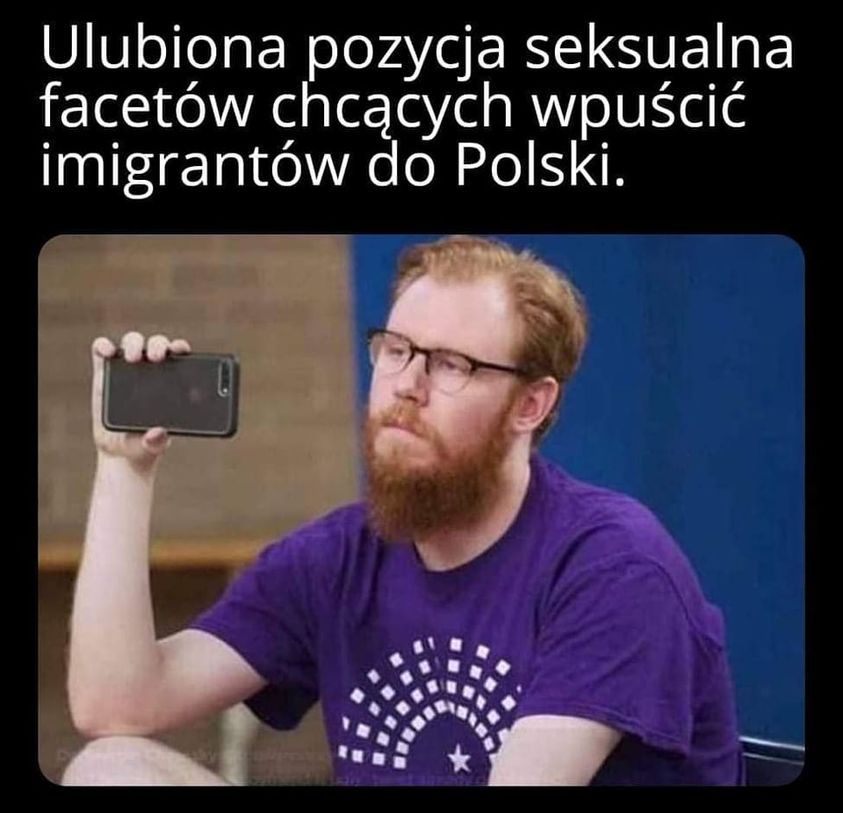 Ulubiona pozycja seksualna
facetów chcących wpuścić
imigrantów do Polski.